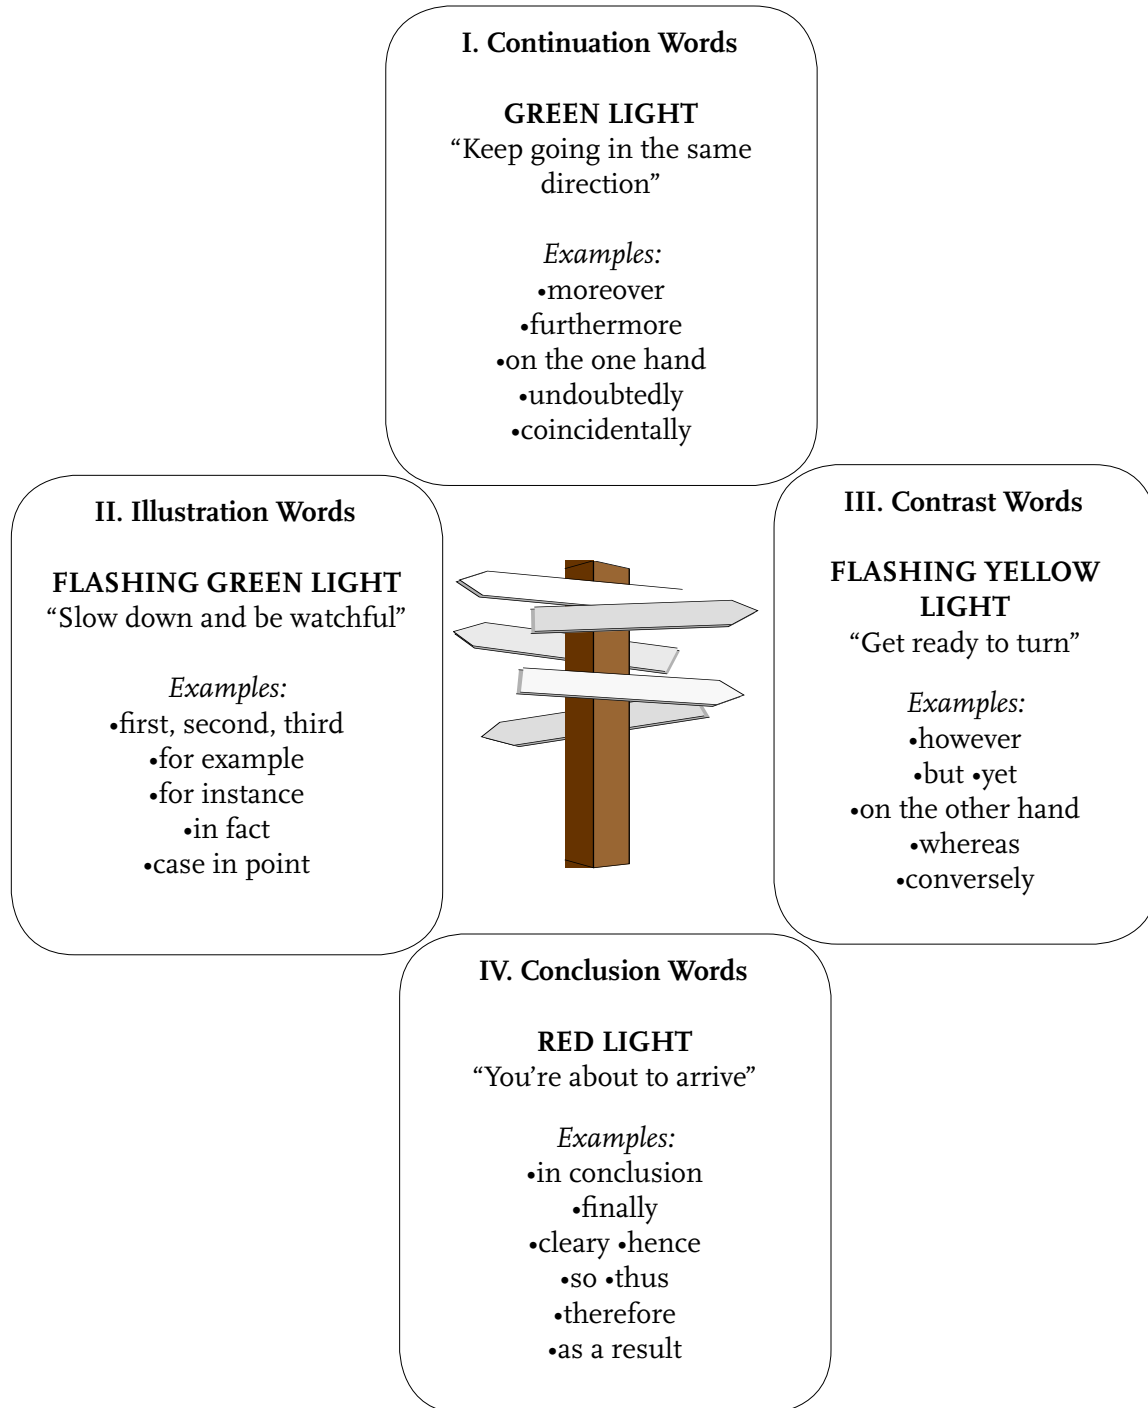 I. Continuation Words
GREEN LIGHT
“Keep going in the same
direction”
Examples:
•moreover
•furthermore
•on the one hand
•undoubtedly
•coincidentally
II. Illustration Words
FLASHING GREEN LIGHT
“Slow down and be watchful”
Examples:
•first, second, third
•for example
•for instance
•in fact
•case in point
III. Contrast Words
FLASHING YELLOW
LIGHT
“Get ready to turn”
Examples:
•however
•but •yet
•on the other hand
•whereas
•conversely
IV. Conclusion Words
RED LIGHT
“You’re about to arrive”
Examples:
•in conclusion
•finally
•cleary •hence
•so •thus
•therefore
•as a result